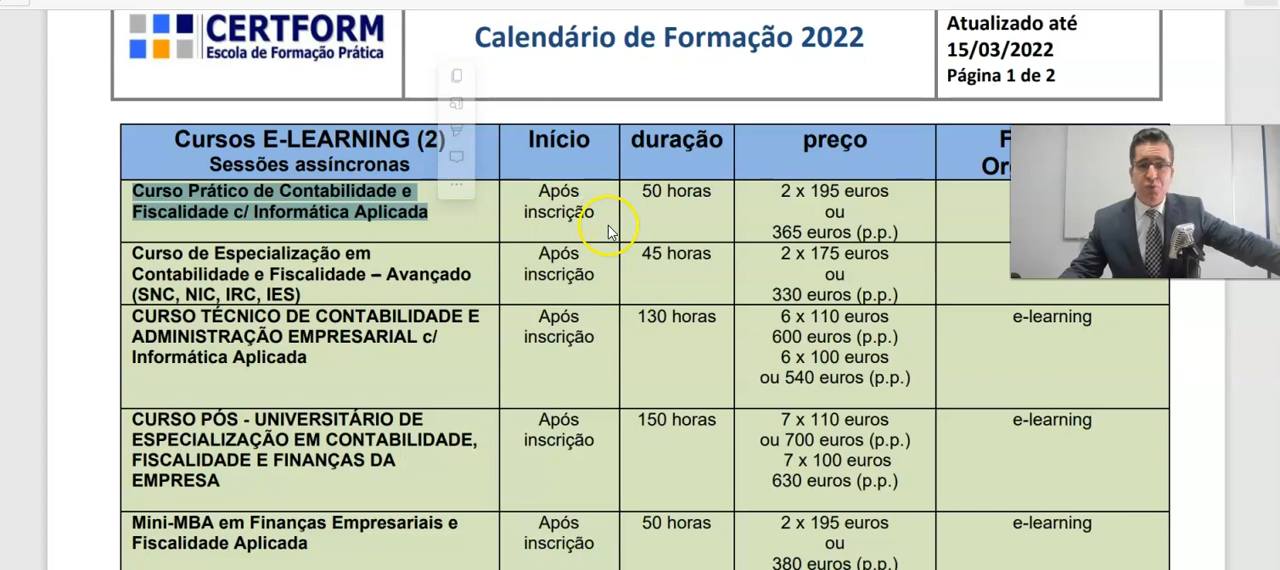 CERTFORM
Escola de Formação Prática
Calendário de Formação 2022
Atualizado até
15/03/2022
Página 1 de 2
Cursos E-LEARNING (2)
Sessões assíncronas
Início
duração
preço
Curso Prático de Contabilidade e
Fiscalidade c/ Informática Aplicada
Após
inscrição
50 horas
2 x 195 euros
ou
365 euros (p.p.)
Curso de Especialização em
Contabilidade e Fiscalidade – Avançado
(SNC, NIC, IRC, IES)
Após
inscrição
45 horas
2 x 175 euros
ou
330 euros (p.p.)
CURSO TÉCNICO DE CONTABILIDADE E
ADMINISTRAÇÃO EMPRESARIAL c/
Informática Aplicada
Após
inscrição
130 horas
6 x 110 euros
600 euros (p.p.)
6 x 100 euros
ou 540 euros (p.p.)
e-learning
CURSO PÓS - UNIVERSITÁRIO DE
ESPECIALIZAÇÃO EM CONTABILIDADE,
FISCALIDADE E FINANÇAS DA
EMPRESA
Após
inscrição
150 horas
7 x 110 euros
ou 700 euros (p.p.)
7 x 100 euros
630 euros (p.p.)
e-learning
Mini-MBA em Finanças Empresariais e
Fiscalidade Aplicada
Após
inscrição
50 horas
2 x 195 euros
ou
380 euros (p.p.)
e-learning